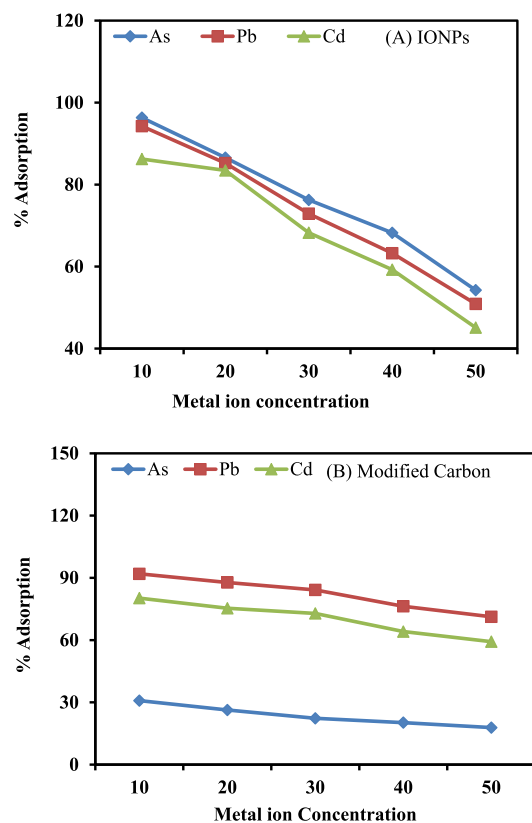 120
As Pb Cd (A) IONPs
100
80
60
40
% Adsorption
10 20 30 40 50
Metal ion concentration
150
As Pb Cd (B) Modified Carbon
120
90
60
30
0
% Adsorption
10 20 30 40 50
Metal ion Concentration